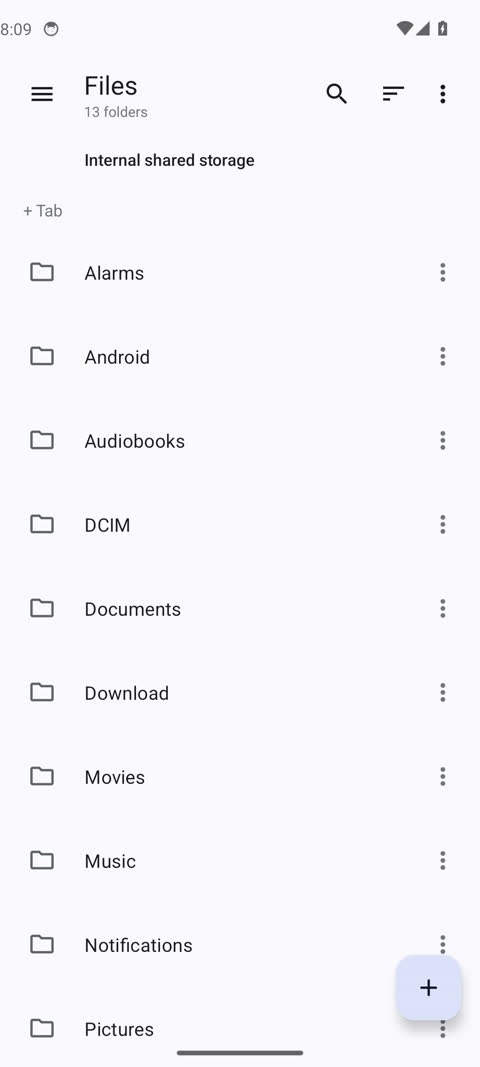 8:09
Files
13 folders
Internal shared storage
+ Tab
Alarms
Android
Audiobooks
DCIM
Documents
Download
Movies
Music
Notifications
Pictures